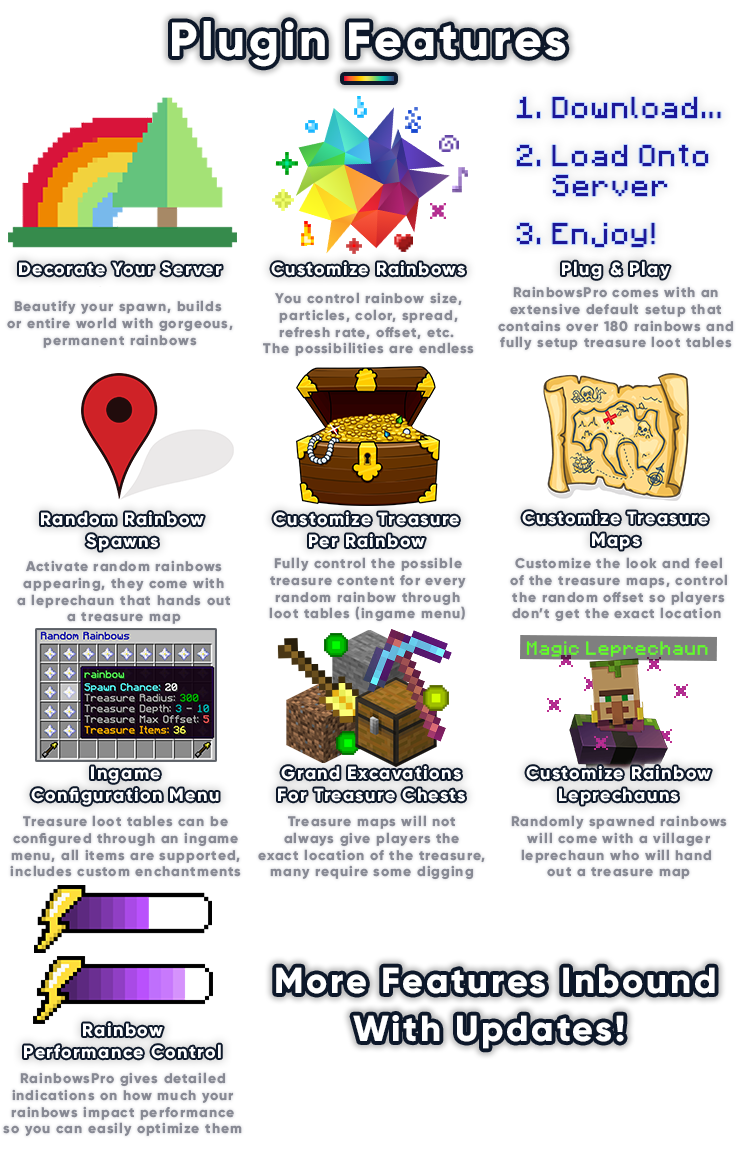 Plugin Features
1. Download...
2. Load Onto
Server
3. Enjoy!
Decorate Your Server
Beautify your spawn, builds
or entire world with gorgeous,
permanent rainbows
Customize Rainbows
You control rainbow size,
particles, color, spread,
refresh rate, offset, etc.
The possibilities are endless
Plug & Play
RainbowsPro comes with an
extensive default setup that
contains over 180 rainbows and
fully setup treasure loot tables
Random Rainbow
Spawns
Activate random rainbows
appearing, they come with
a leprechaun that hands out
a treasure map
Customize Treasure
Per Rainbow
Fully control the possible
treasure content for every
random rainbow through
loot tables (ingame menu)
Customize Treasure
Maps
Customize the look and feel
of the treasure maps, control
the random offset so players
don't get the exact location
Random Rainbows
rainbow
Spawn Chance: 20
Treasure Radius: 300
Treasure Depth: 3 - 10
Treasure Max Offset: 5
Treasure Items: 36
Ingame
Configuration Menu
Treasure loot tables can be
configured through an ingame
menu, all items are supported,
includes custom enchantments
Grand Excavations
For Treasure Chests
Treasure maps will not
always give players the
exact location of the treasure,
many require some digging
Magic Leprechaun
Customize Rainbow
Leprechauns
Randomly spawned rainbows
will come with a villager
leprechaun who will hand
out a treasure map
Rainbow
Performance Control
RainbowsPro gives detailed
indications on how much your
rainbows impact performance
so you can easily optimize them
More Features Inbound
With Updates!